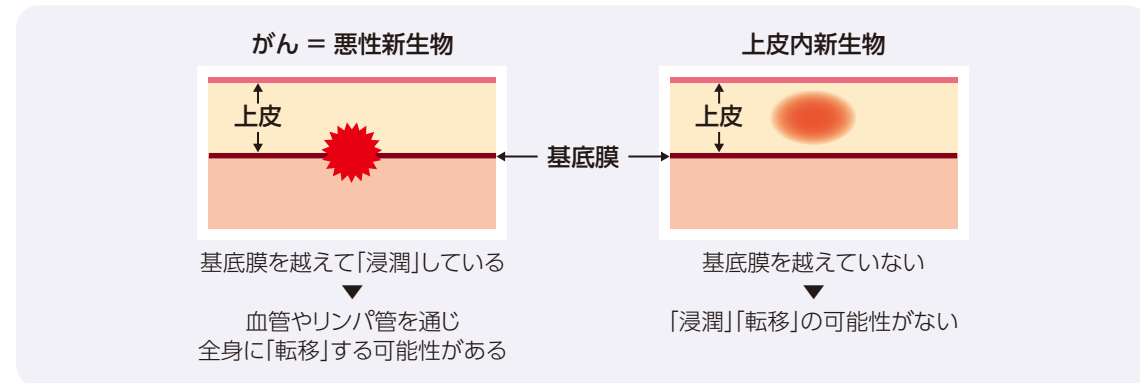 がん = 悪性新生物
上皮
基底膜を越えて「浸潤」している
▼
血管やリンパ管を通じ
全身に「転移」する可能性がある
基底膜
上皮内新生物
上皮
基底膜を越えていない
▼
「浸潤」「転移」の可能性がない